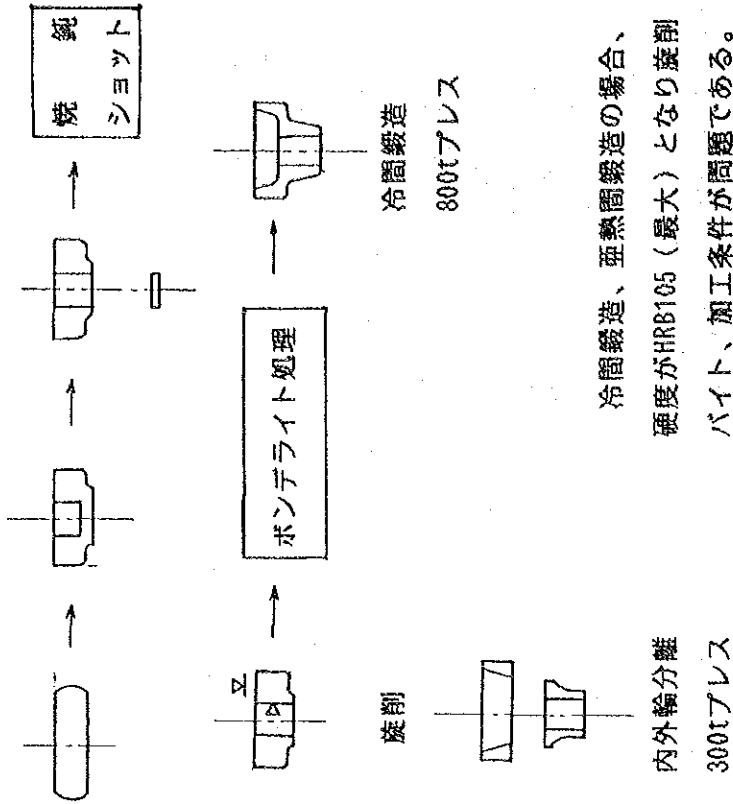 焼鈍
ショット
旋削
ボンデライト処理
冷間鍛造
800tプレス
内外輪分離
300tプレス
冷間鍛造、亜熱間鍛造の場合、
硬度がHRB105（最大）となり旋削
バイト、加工条件が問題である。